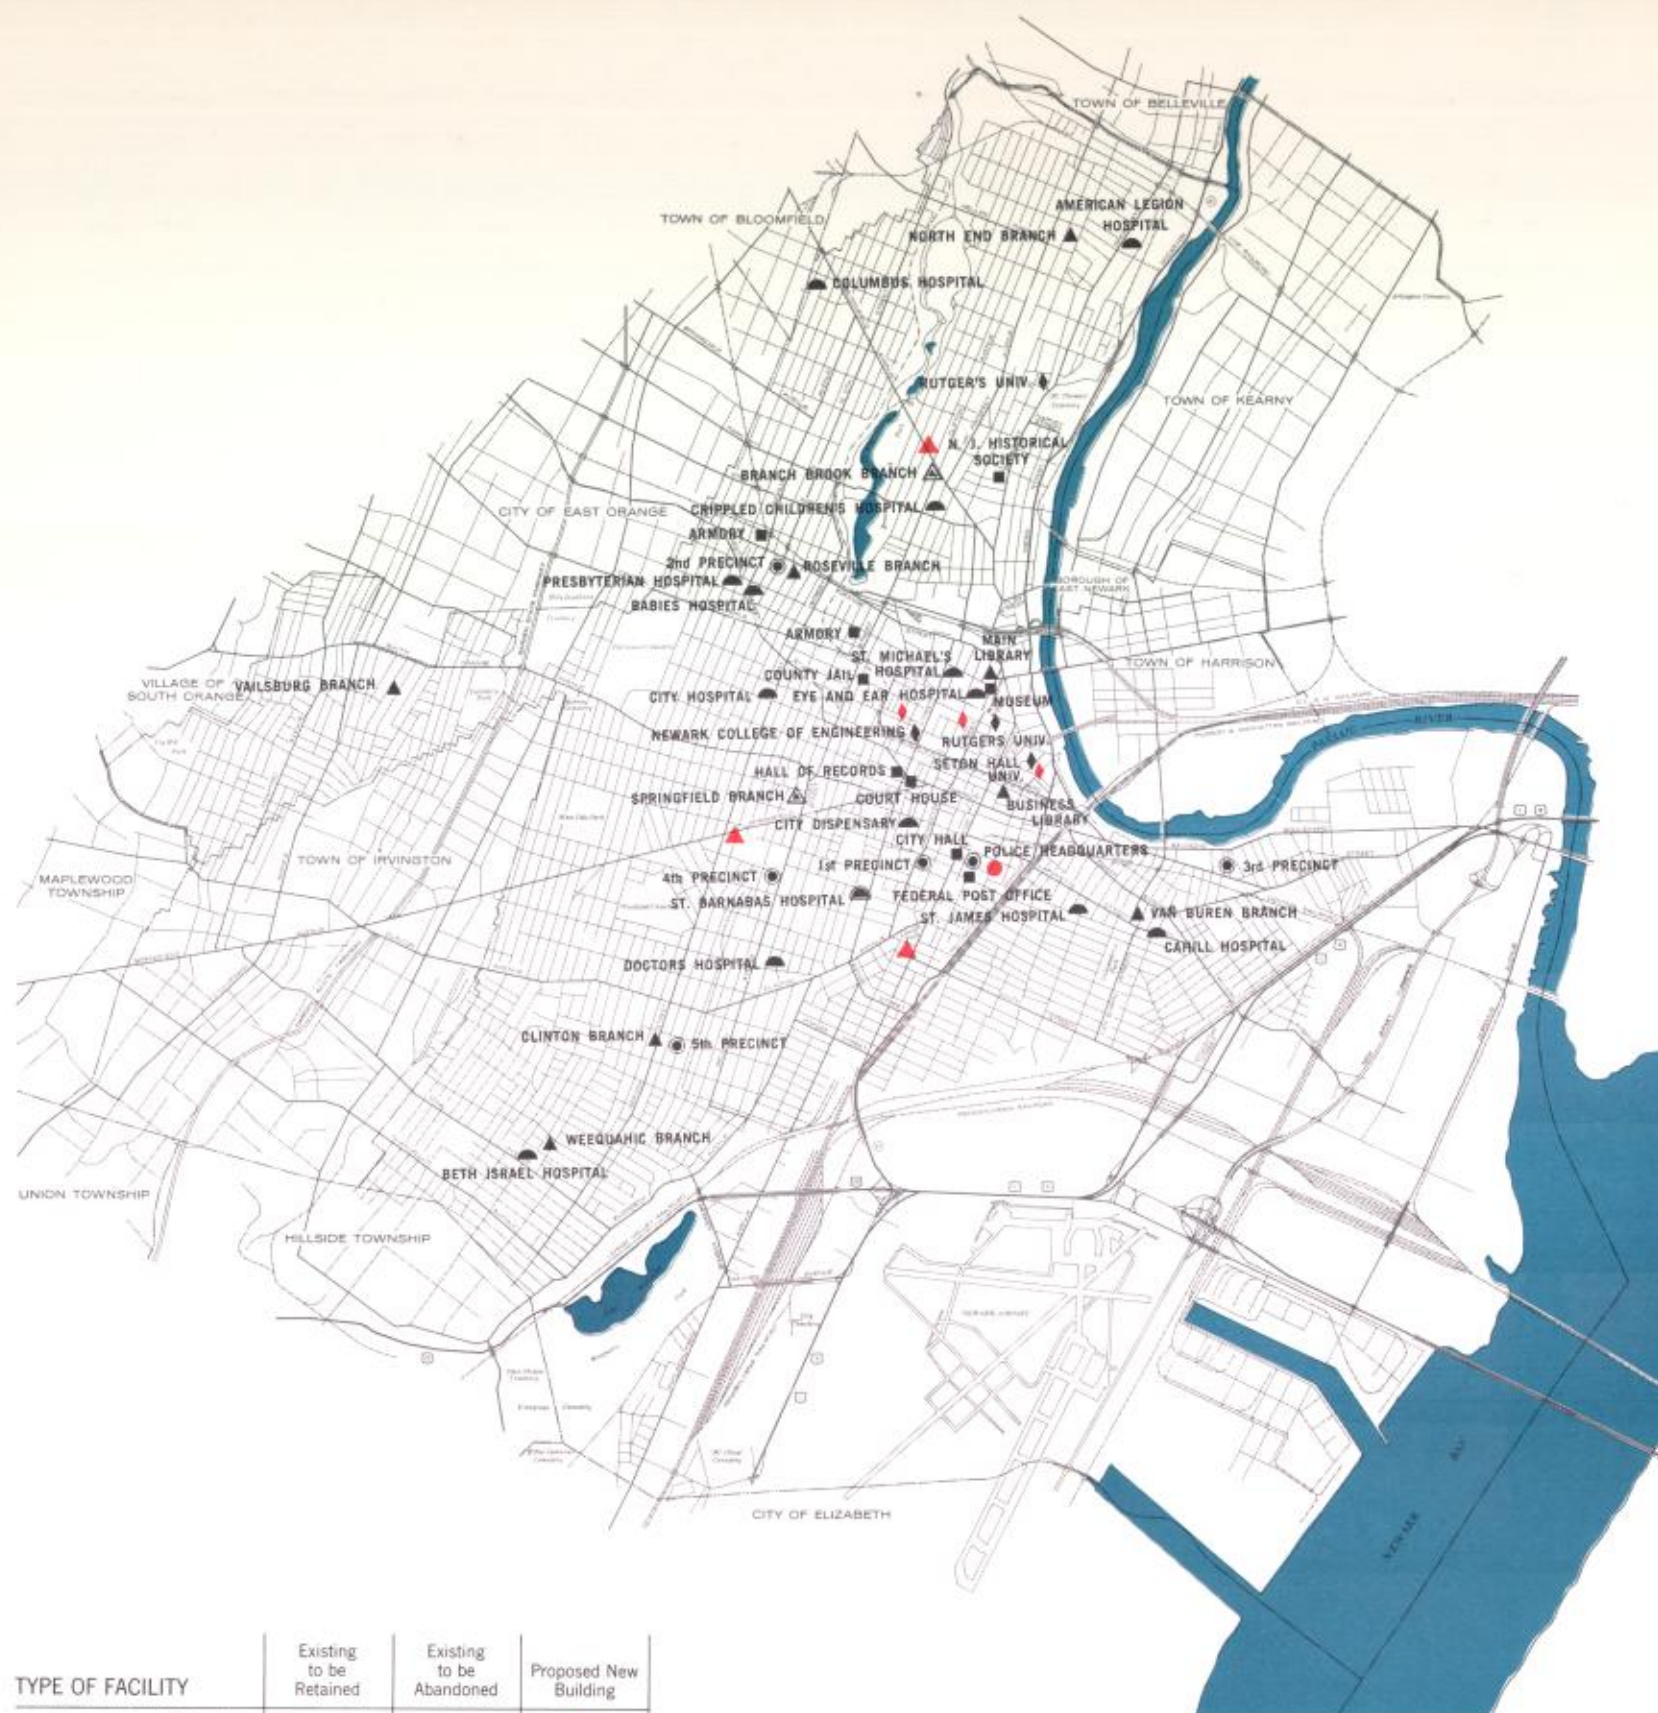 TOWN OF BELLEVILLE
AMERICAN LEGION
HOSPITAL
TOWN OF BLOOMFIELD
NORTH END BRANCH
COLUMBUS HOSPITAL
RUTGER'S UNIV.
TOWN OF KEARNY
N. J. HISTORICAL
SOCIETY
BRANCH BROOK BRANCH
CITY OF EAST ORANGE
CRIPPLED CHILDREN'S HOSPITAL
ARMORY
2nd PRECINCT
ROSEVILLE BRANCH
PRESBYTERIAN HOSPITAL
BABIES HOSPITAL
BOROUGH OF
EAST NEWARK
ARMORY
MAIN
LIBRARY
ST. MICHAEL'S
HOSPITAL
TOWN OF HARRISON
COUNTY JAIL
VILLAGE OF
SOUTH ORANGE
VAILSBURG BRANCH
CITY HOSPITAL
EYE AND EAR HOSPITAL
MUSEUM
NEWARK COLLEGE OF ENGINEERING
RUTGERS UNIV.
RIVER
SETON HALL
UNIV.
HALL OF RECORDS
SPRINGFIELD BRANCH
COURT HOUSE
BUSINESS
LIBRARY
CITY DISPENSARY
CITY HALL
POLICE HEADQUARTERS
TOWN OF IRVINGTON
1st PRECINCT
3rd PRECINCT
MAPLEWOOD
TOWNSHIP
4th PRECINCT
ST. BARNABAS HOSPITAL
FEDERAL POST OFFICE
ST. JAMES HOSPITAL
VAN BUREN BRANCH
CAHILL HOSPITAL
DOCTORS HOSPITAL
CLINTON BRANCH
5th PRECINCT
PENNSYLVANIA RAILROAD
WEEQUAHIC BRANCH
BETH ISRAEL HOSPITAL
UNION TOWNSHIP
HILLSIDE TOWNSHIP
NEWARK AIRPORT
CITY OF ELIZABETH
NEWARK BAY
TYPE OF FACILITY
Existing
to be
Retained
Existing
to be
Abandoned
Proposed New
Building